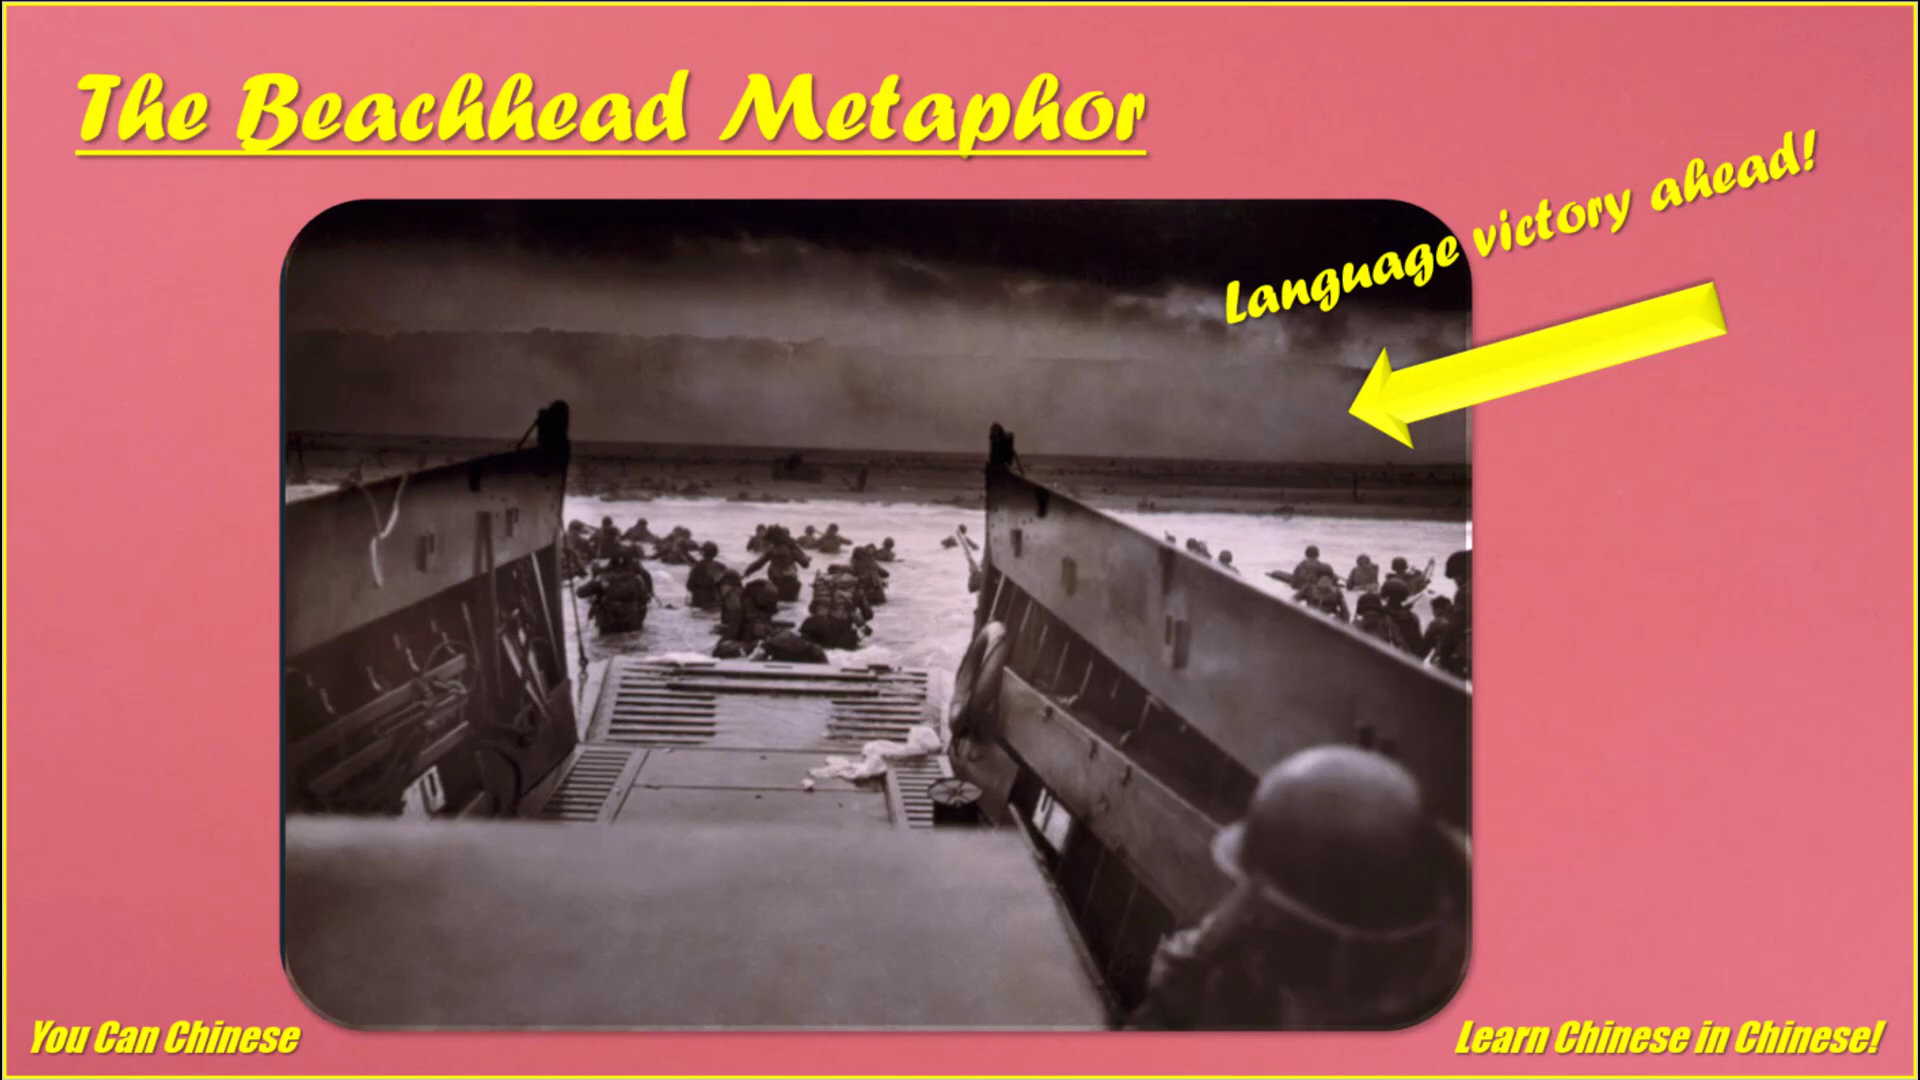 The Beachhead Metaphor
Language victory ahead!
You Can Chinese
Learn Chinese in Chinese!